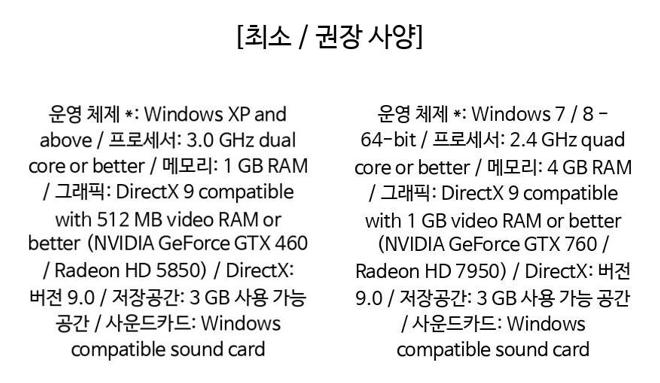 [최소 / 권장 사양]
운영 체제 *: Windows XP and
above / 프로세서: 3.0 GHz dual
core or better / 메모리: 1 GB RAM
/ 그래픽: DirectX 9 compatible
with 512 MB video RAM or
better (NVIDIA GeForce GTX 460
/ Radeon HD 5850) / DirectX:
버전 9.0 / 저장공간: 3 GB 사용 가능
공간 / 사운드카드: Windows
compatible sound card
운영 체제 *: Windows 7 / 8 -
64-bit / 프로세서: 2.4 GHz quad
core or better / 메모리: 4 GB RAM
/ 그래픽: DirectX 9 compatible
with 1 GB video RAM or better
(NVIDIA GeForce GTX 760 /
Radeon HD 7950) / DirectX: 버전
9.0 / 저장공간: 3 GB 사용 가능 공간
/ 사운드카드: Windows
compatible sound card